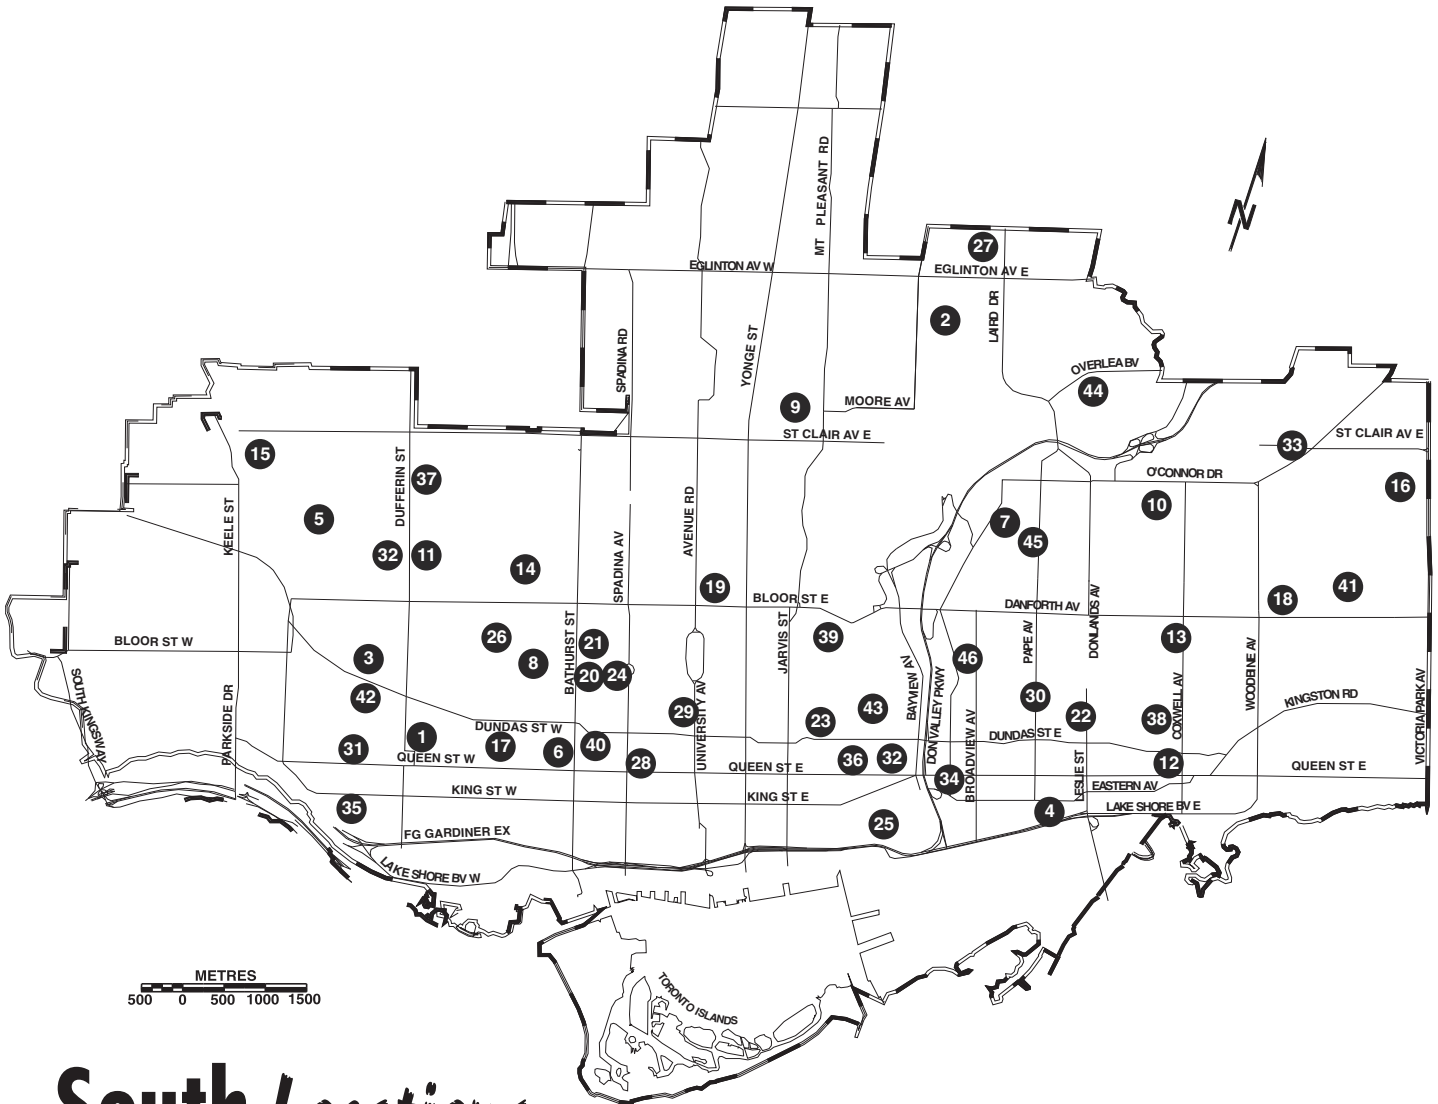 MT PLEASANT RD
N
27
EGLINTON AV W
EGLINTON AV E
2
LAIRD DR
SPADINA RD
YONGE ST
OVERLEA BV
44
9
MOORE AV
ST CLAIR AV E
ST CLAIR AV E
33
15
DUFFERIN ST
37
O'CONNOR DR
16
KEELE ST
5
AVENUE RD
10
7
45
32
11
14
SPADINA AV
19
BLOOR ST E
DANFORTH AV
DONLANDS AV
18
41
BLOOR ST W
26
21
BATHURST ST
JARVIS ST
39
PAPE AV
13
WOODBINE AV
3
8
20
24
46
SOUTH KINGSWAY
PARKSIDE DR
42
29
UNIVERSITY AV
43
BAYVIEW AV
DON VALLEY PKWY
BROADVIEW AV
30
22
38
COXWELL AV
KINGSTON RD
VICTORIA PARK AV
23
DUNDAS ST W
DUNDAS ST E
31
1
17
6
40
QUEEN ST W
28
QUEEN ST E
36
32
34
LESLIE ST
12
QUEEN ST E
EASTERN AV
KING ST W
KING ST E
35
25
4
LAKE SHORE BV E
FG GARDINER EX
LAKE SHORE BV W
METRES
500 0 500 1000 1500
TORONTO ISLANDS
South Locations